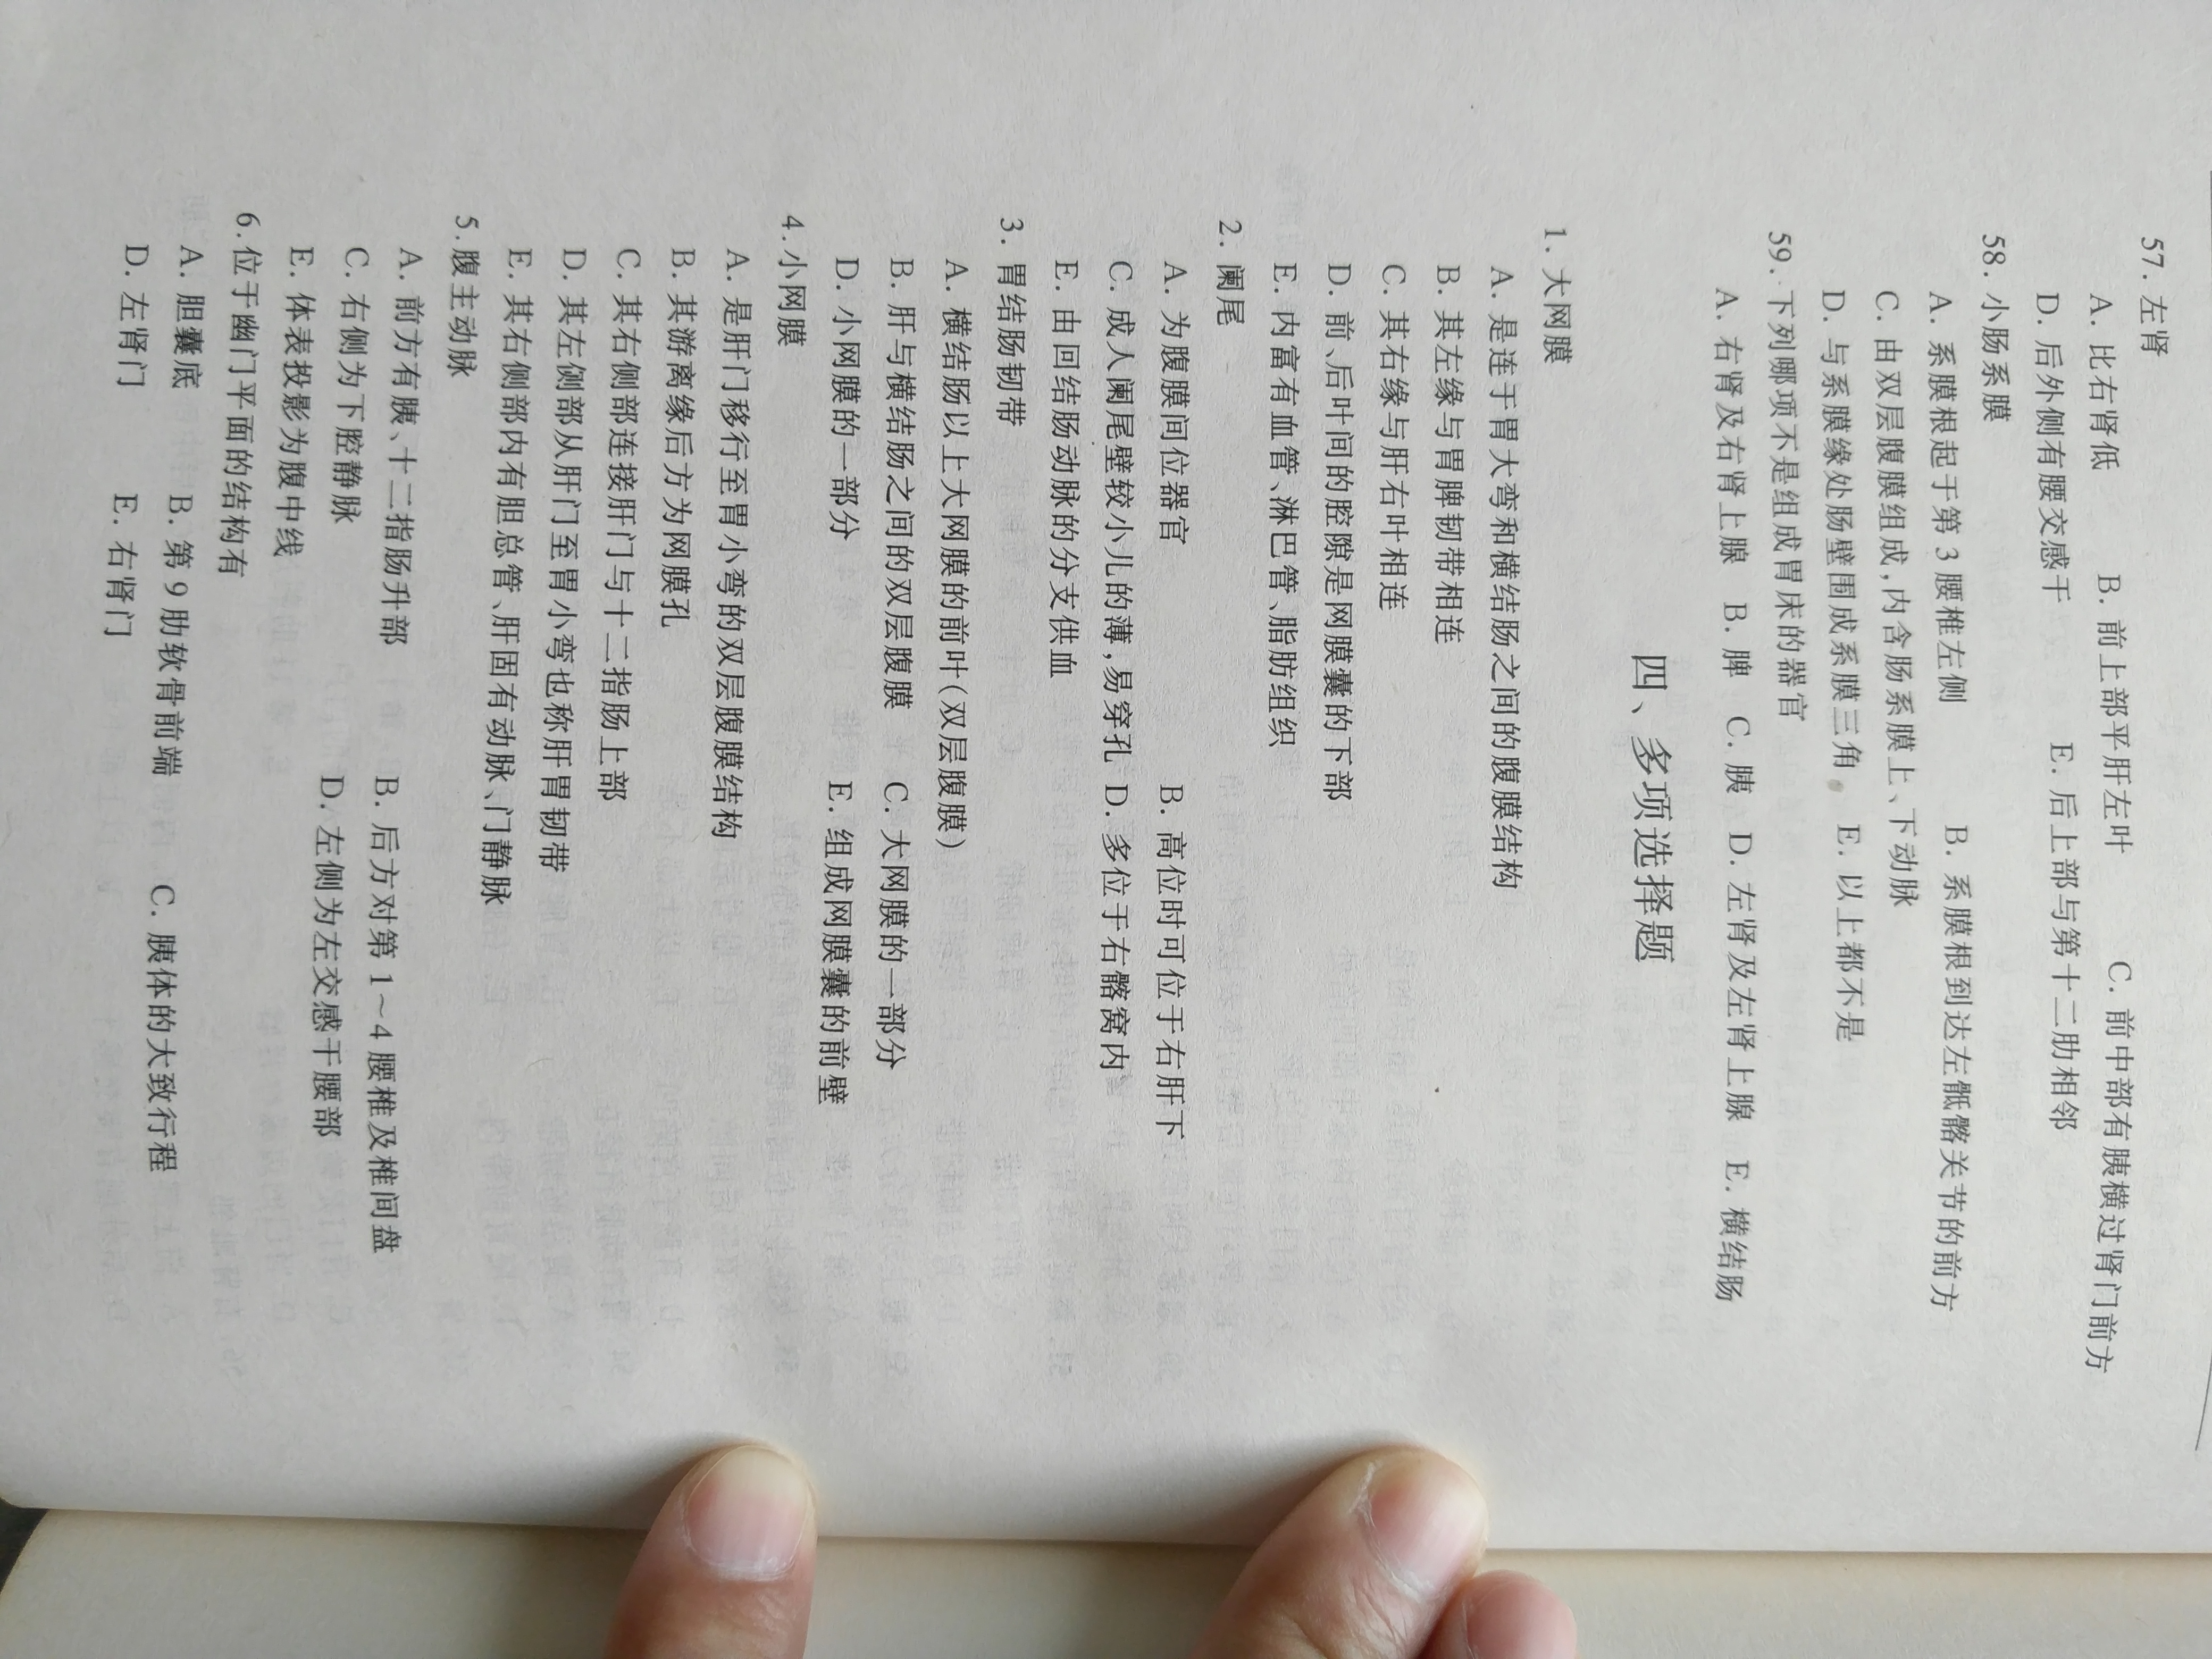 57. 左肾
A. 比右肾低 B. 前上部平肝左叶 C. 前中部有胰横过肾门前方
D. 后外侧有腰交感干 E. 后上部与第十二肋相邻
58. 小肠系膜
A. 系膜根起于第 3 腰椎左侧 B. 系膜根到达左骶髂关节的前方
C. 由双层腹膜组成,内含肠系膜上、下动脉
D. 与系膜缘处肠壁围成系膜三角 E. 以上都不是
59. 下列哪项不是组成胃床的器官
A. 右肾及右肾上腺 B. 脾 C. 胰 D. 左肾及左肾上腺 E. 横结肠
四、多项选择题
1. 大网膜
A. 是连于胃大弯和横结肠之间的腹膜结构
B. 其左缘与胃脾韧带相连
C. 其右缘与肝右叶相连
D. 前、后叶间的腔隙是网膜囊的下部
E. 内富有血管、淋巴管、脂肪组织
2. 阑尾
A. 为腹膜间位器官 B. 高位时可位于右肝下
C. 成人阑尾壁较小儿的薄,易穿孔 D. 多位于右髂窝内
E. 由回结肠动脉的分支供血
3. 胃结肠韧带
A. 横结肠以上大网膜的前叶(双层腹膜)
B. 肝与横结肠之间的双层腹膜 C. 大网膜的一部分
D. 小网膜的一部分 E. 组成网膜囊的前壁
4. 小网膜
A. 是肝门移行至胃小弯的双层腹膜结构
B. 其游离缘后方为网膜孔
C. 其右侧部连接肝门与十二指肠上部
D. 其左侧部从肝门至胃小弯也称肝胃韧带
E. 其右侧部内有胆总管、肝固有动脉、门静脉
5. 腹主动脉
A. 前方有胰、十二指肠升部 B. 后方对第 1～4 腰椎及椎间盘
C. 右侧为下腔静脉 D. 左侧为左交感干腰部
E. 体表投影为腹中线
6. 位于幽门平面的结构有
A. 胆囊底 B. 第 9 肋软骨前端 C. 胰体的大致行程
D. 左肾门 E. 右肾门